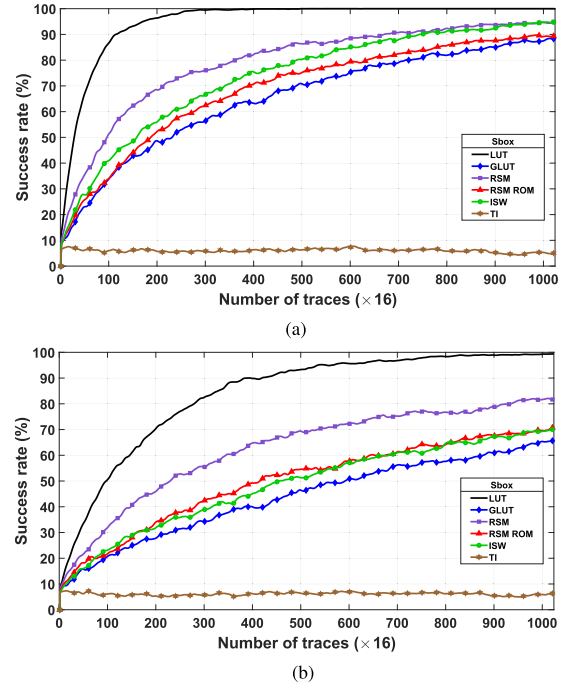 100
90
80
70
60
50
40
30
20
10
0
Success rate (%)
Sbox
LUT
GLUT
RSM
RSM ROM
ISW
TI
0 100 200 300 400 500 600 700 800 900 1000
Number of traces (×16)
(a)
100
90
80
70
60
50
40
30
20
10
0
Success rate (%)
Sbox
LUT
GLUT
RSM
RSM ROM
ISW
TI
0 100 200 300 400 500 600 700 800 900 1000
Number of traces (×16)
(b)